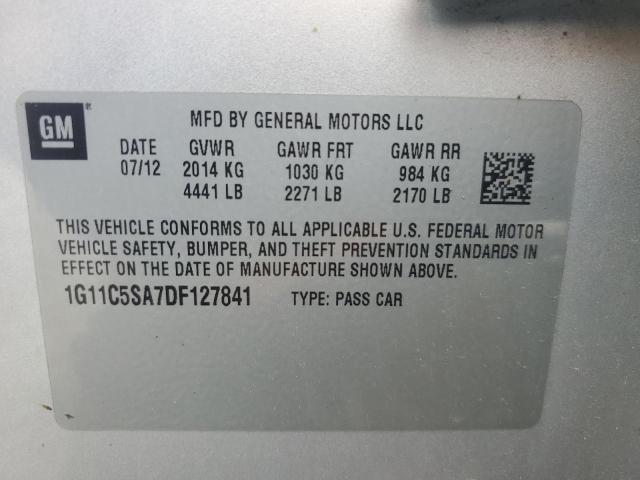 GM ®
MFD BY GENERAL MOTORS LLC
DATE GVWR GAWR FRT GAWR RR
07/12 2014 KG 1030 KG 984 KG
4441 LB 2271 LB 2170 LB
THIS VEHICLE CONFORMS TO ALL APPLICABLE U.S. FEDERAL MOTOR
VEHICLE SAFETY, BUMPER, AND THEFT PREVENTION STANDARDS IN
EFFECT ON THE DATE OF MANUFACTURE SHOWN ABOVE.
1G11C5SA7DF127841 TYPE: PASS CAR